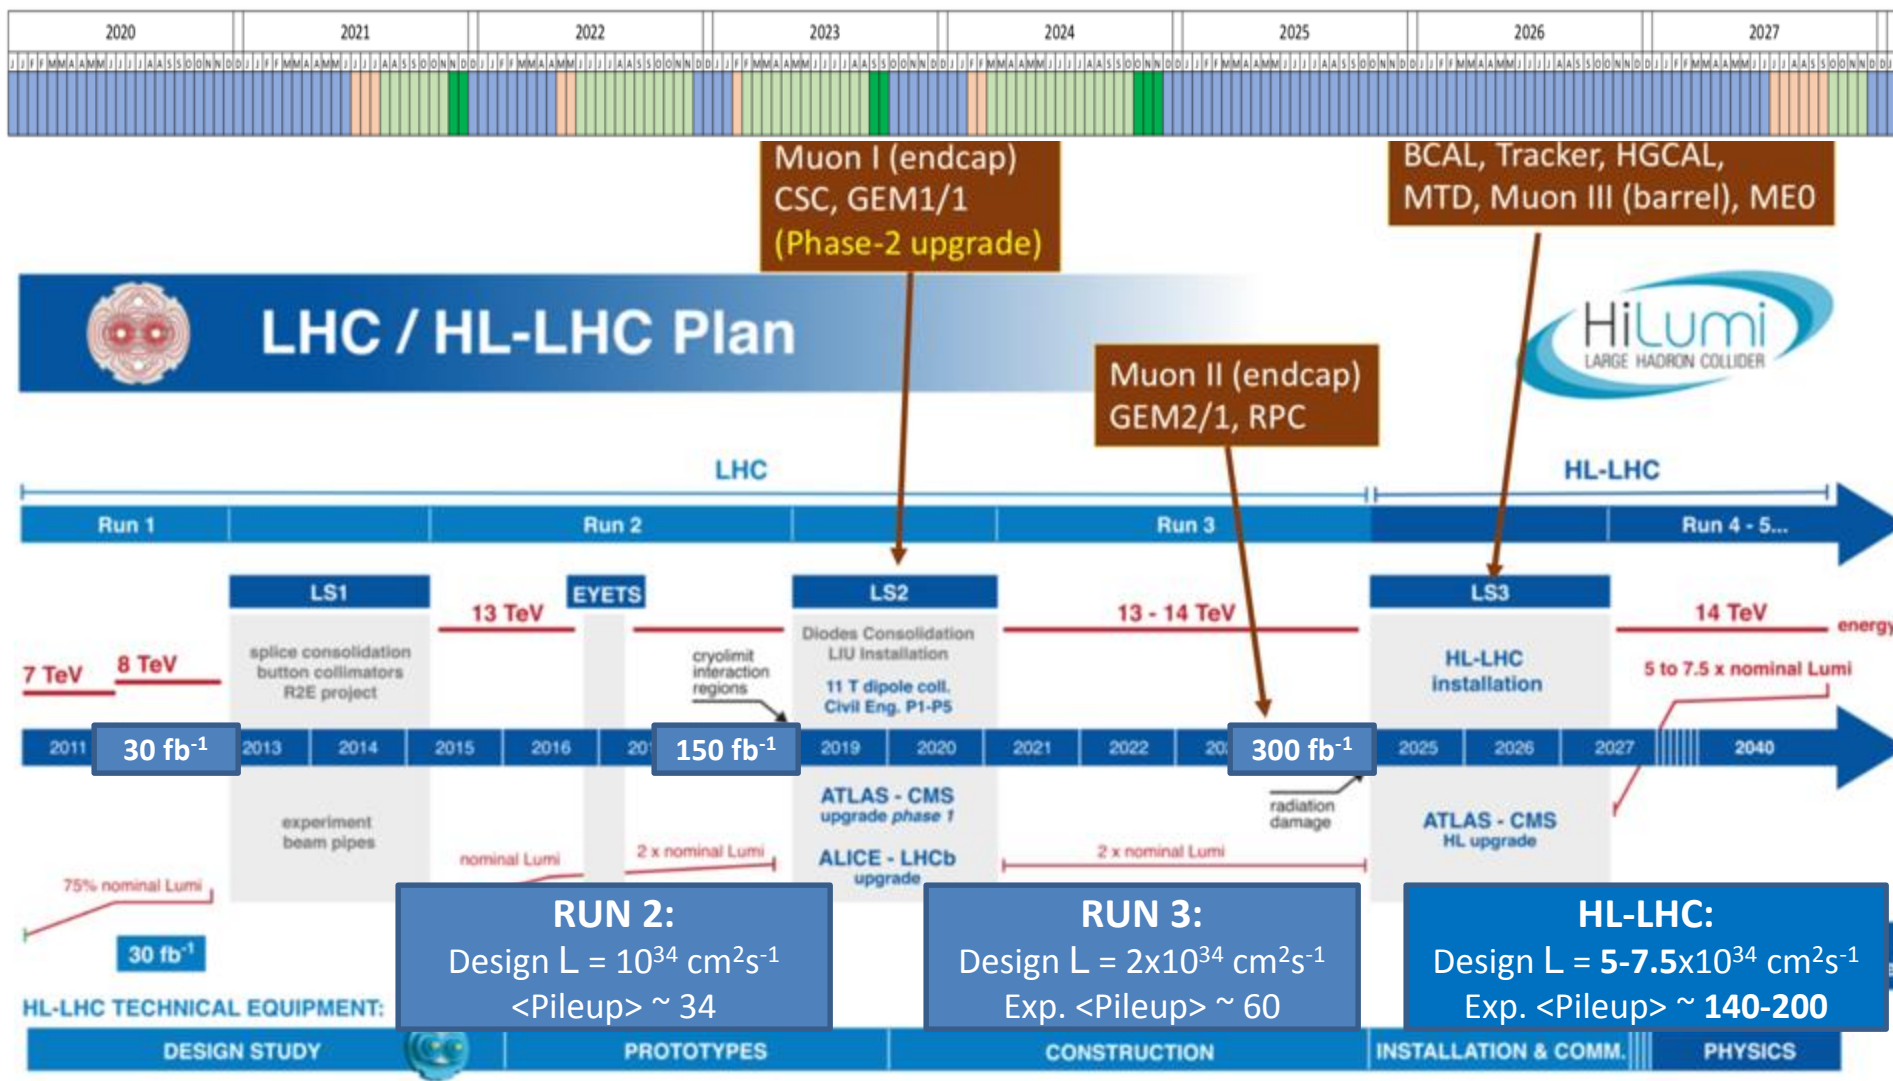 2020 2021 2022 2023 2024 2025 2026 2027
Muon I (endcap)
CSC, GEM1/1
(Phase-2 upgrade)
BCAL, Tracker, HGCAL,
MTD, Muon III (barrel), ME0
LHC / HL-LHC Plan
HiLumi
LARGE HADRON COLLIDER
Muon II (endcap)
GEM2/1, RPC
LHC HL-LHC
Run 1 Run 2 Run 3 Run 4 - 5...
LS1 EYETS LS2 LS3
7 TeV 8 TeV 13 TeV 13 - 14 TeV 14 TeV energy
splice consolidation
button collimators
R2E project
cryolimit
interaction
regions
Diodes Consolidation
LIU Installation
11 T dipole coll.
Civil Eng. P1-P5
HL-LHC
installation
5 to 7.5 x nominal Lumi
2011 30 fb⁻¹ 2013 2014 2015 2016 150 fb⁻¹ 2019 2020 2021 2022 300 fb⁻¹ 2025 2026 2027 2040
experiment
beam pipes
ATLAS - CMS
upgrade phase 1
ALICE - LHCb
upgrade
radiation
damage
ATLAS - CMS
HL upgrade
75% nominal Lumi
nominal Lumi
2 x nominal Lumi
2 x nominal Lumi
30 fb⁻¹
RUN 2:
Design L = 10³⁴ cm²s⁻¹
<Pileup> ~ 34
RUN 3:
Design L = 2x10³⁴ cm²s⁻¹
Exp. <Pileup> ~ 60
HL-LHC:
Design L = 5-7.5x10³⁴ cm²s⁻¹
Exp. <Pileup> ~ 140-200
HL-LHC TECHNICAL EQUIPMENT:
DESIGN STUDY PROTOTYPES CONSTRUCTION INSTALLATION & COMM. PHYSICS